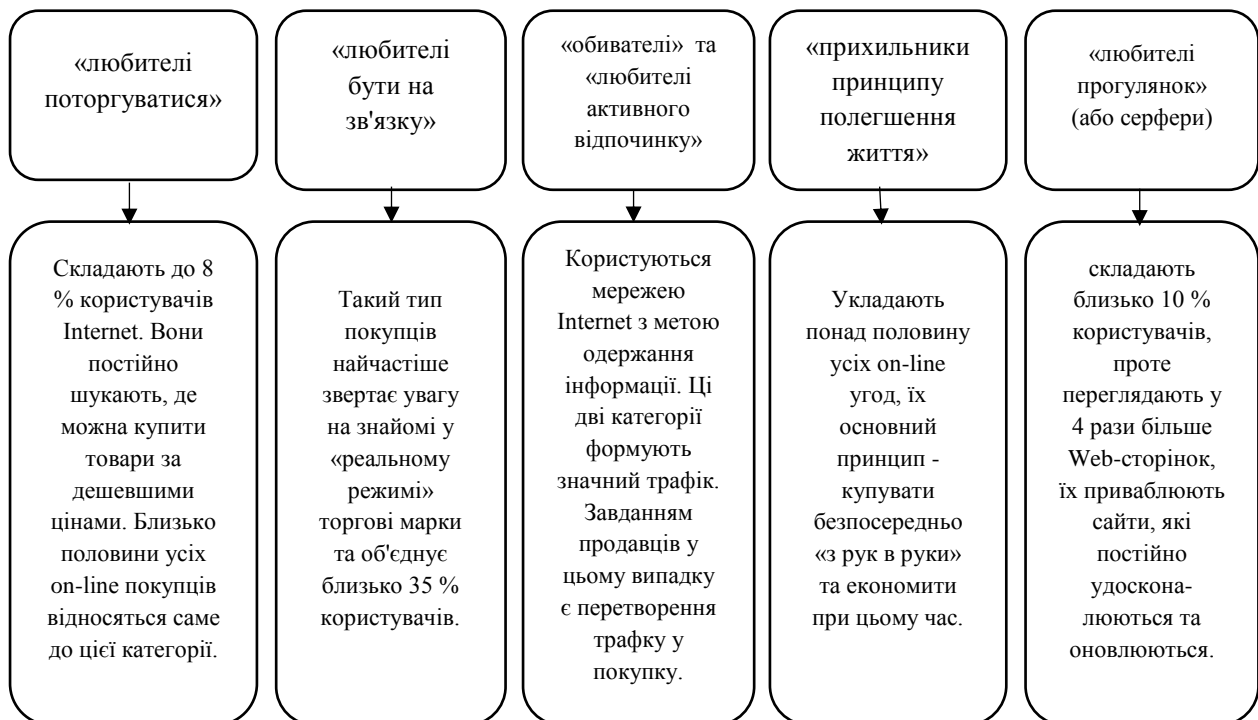 «любителі
поторгуватися»
«любителі
бути на
зв'язку»
«обивателі» та
«любителі
активного
відпочинку»
«прихильники
принципу
полегшення
життя»
«любителі
прогулянок»
(або серфери)
Складають до 8
% користувачів
Internet. Вони
постійно
шукають, де
можна купити
товари за
дешевшими
цінами. Близько
половини усіх
on-line покупців
відносяться саме
до цієї категорії.
Такий тип
покупців
найчастіше
звертає увагу
на знайомі у
«реальному
режимі»
торгові марки
та об'єднує
близько 35 %
користувачів.
Користуються
мережею
Internet з метою
одержання
інформації. Ці
дві категорії
формують
значний трафік.
Завданням
продавців у
цьому випадку
є перетворення
трафку у
покупку.
Укладають
понад половину
усіх on-line
угод, їх
основний
принцип -
купувати
безпосередньо
«з рук в руки»
та економити
при цьому час.
складають
близько 10 %
користувачів,
проте
переглядають у
4 рази більше
Web-сторінок,
їх приваблюють
сайти, які
постійно
удоскона-
люються та
оновлюються.